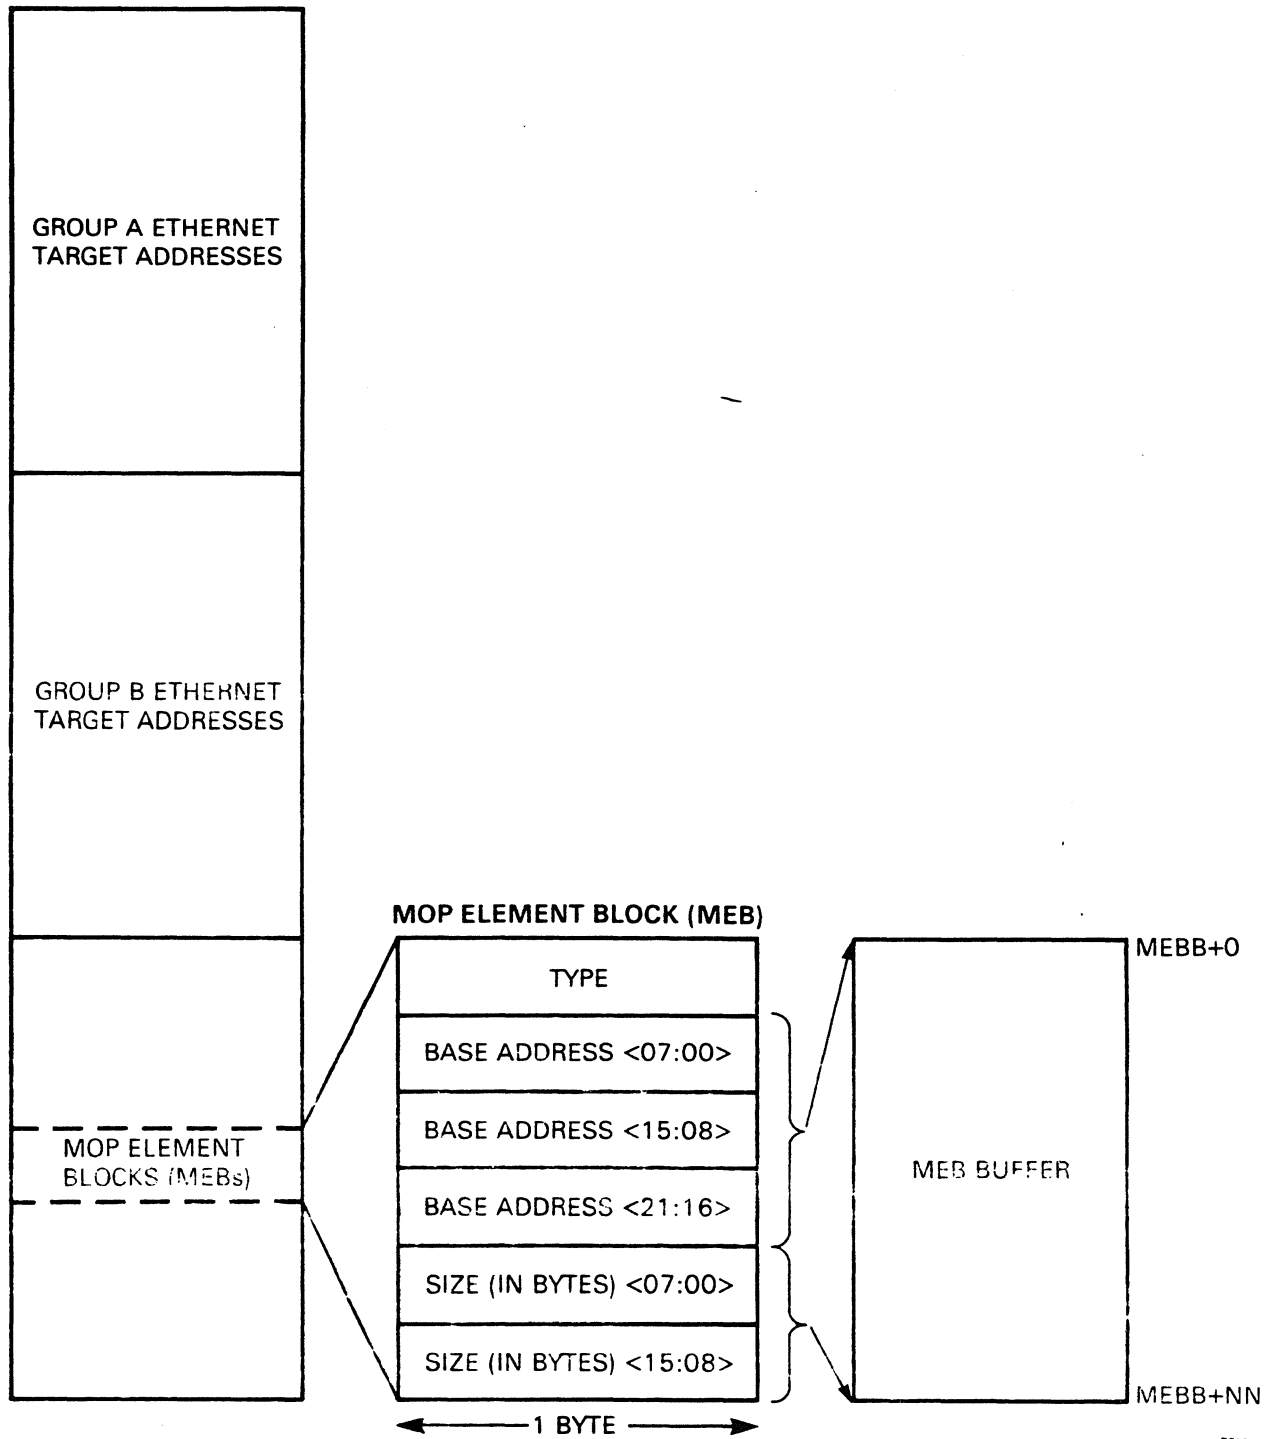 GROUP A ETHERNET
TARGET ADDRESSES
GROUP B ETHERNET
TARGET ADDRESSES
MOP ELEMENT
BLOCKS (MEBs)
MOP ELEMENT BLOCK (MEB)
TYPE
BASE ADDRESS <07:00>
BASE ADDRESS <15:08>
BASE ADDRESS <21:16>
SIZE (IN BYTES) <07:00>
SIZE (IN BYTES) <15:08>
1 BYTE
MEBB+0
MEB BUFFER
MEBB+NN